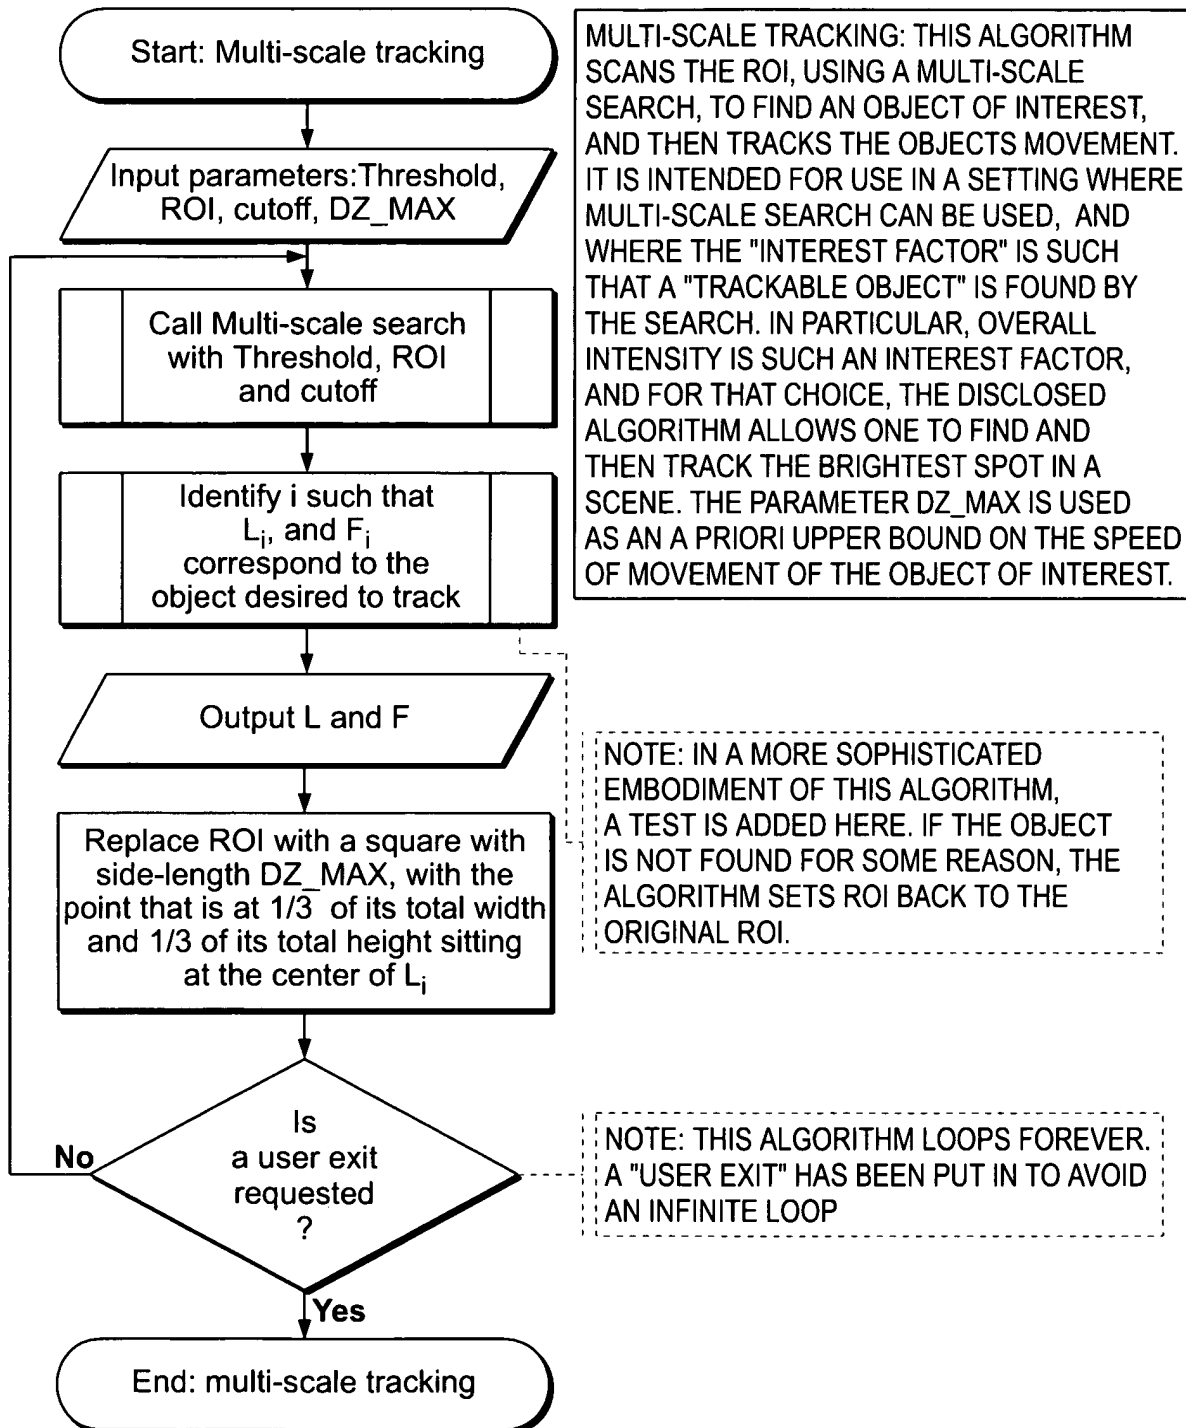 Start: Multi-scale tracking
Input parameters:Threshold,
ROI, cutoff, DZ_MAX
Call Multi-scale search
with Threshold, ROI
and cutoff
Identify i such that
Li, and Fi
correspond to the
object desired to track
Output L and F
Replace ROI with a square with
side-length DZ_MAX, with the
point that is at 1/3 of its total width
and 1/3 of its total height sitting
at the center of Li
Is
a user exit
requested
?
No
Yes
End: multi-scale tracking
MULTI-SCALE TRACKING: THIS ALGORITHM
SCANS THE ROI, USING A MULTI-SCALE
SEARCH, TO FIND AN OBJECT OF INTEREST,
AND THEN TRACKS THE OBJECTS MOVEMENT.
IT IS INTENDED FOR USE IN A SETTING WHERE
MULTI-SCALE SEARCH CAN BE USED, AND
WHERE THE "INTEREST FACTOR" IS SUCH
THAT A "TRACKABLE OBJECT" IS FOUND BY
THE SEARCH. IN PARTICULAR, OVERALL
INTENSITY IS SUCH AN INTEREST FACTOR,
AND FOR THAT CHOICE, THE DISCLOSED
ALGORITHM ALLOWS ONE TO FIND AND
THEN TRACK THE BRIGHTEST SPOT IN A
SCENE. THE PARAMETER DZ_MAX IS USED
AS AN A PRIORI UPPER BOUND ON THE SPEED
OF MOVEMENT OF THE OBJECT OF INTEREST.
NOTE: IN A MORE SOPHISTICATED
EMBODIMENT OF THIS ALGORITHM,
A TEST IS ADDED HERE. IF THE OBJECT
IS NOT FOUND FOR SOME REASON, THE
ALGORITHM SETS ROI BACK TO THE
ORIGINAL ROI.
NOTE: THIS ALGORITHM LOOPS FOREVER.
A "USER EXIT" HAS BEEN PUT IN TO AVOID
AN INFINITE LOOP